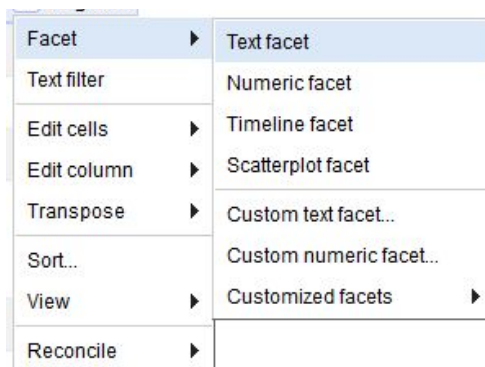 Facet
Text filter
Edit cells
Edit column
Transpose
Sort...
View
Reconcile
Text facet
Numeric facet
Timeline facet
Scatterplot facet
Custom text facet...
Custom numeric facet...
Customized facets